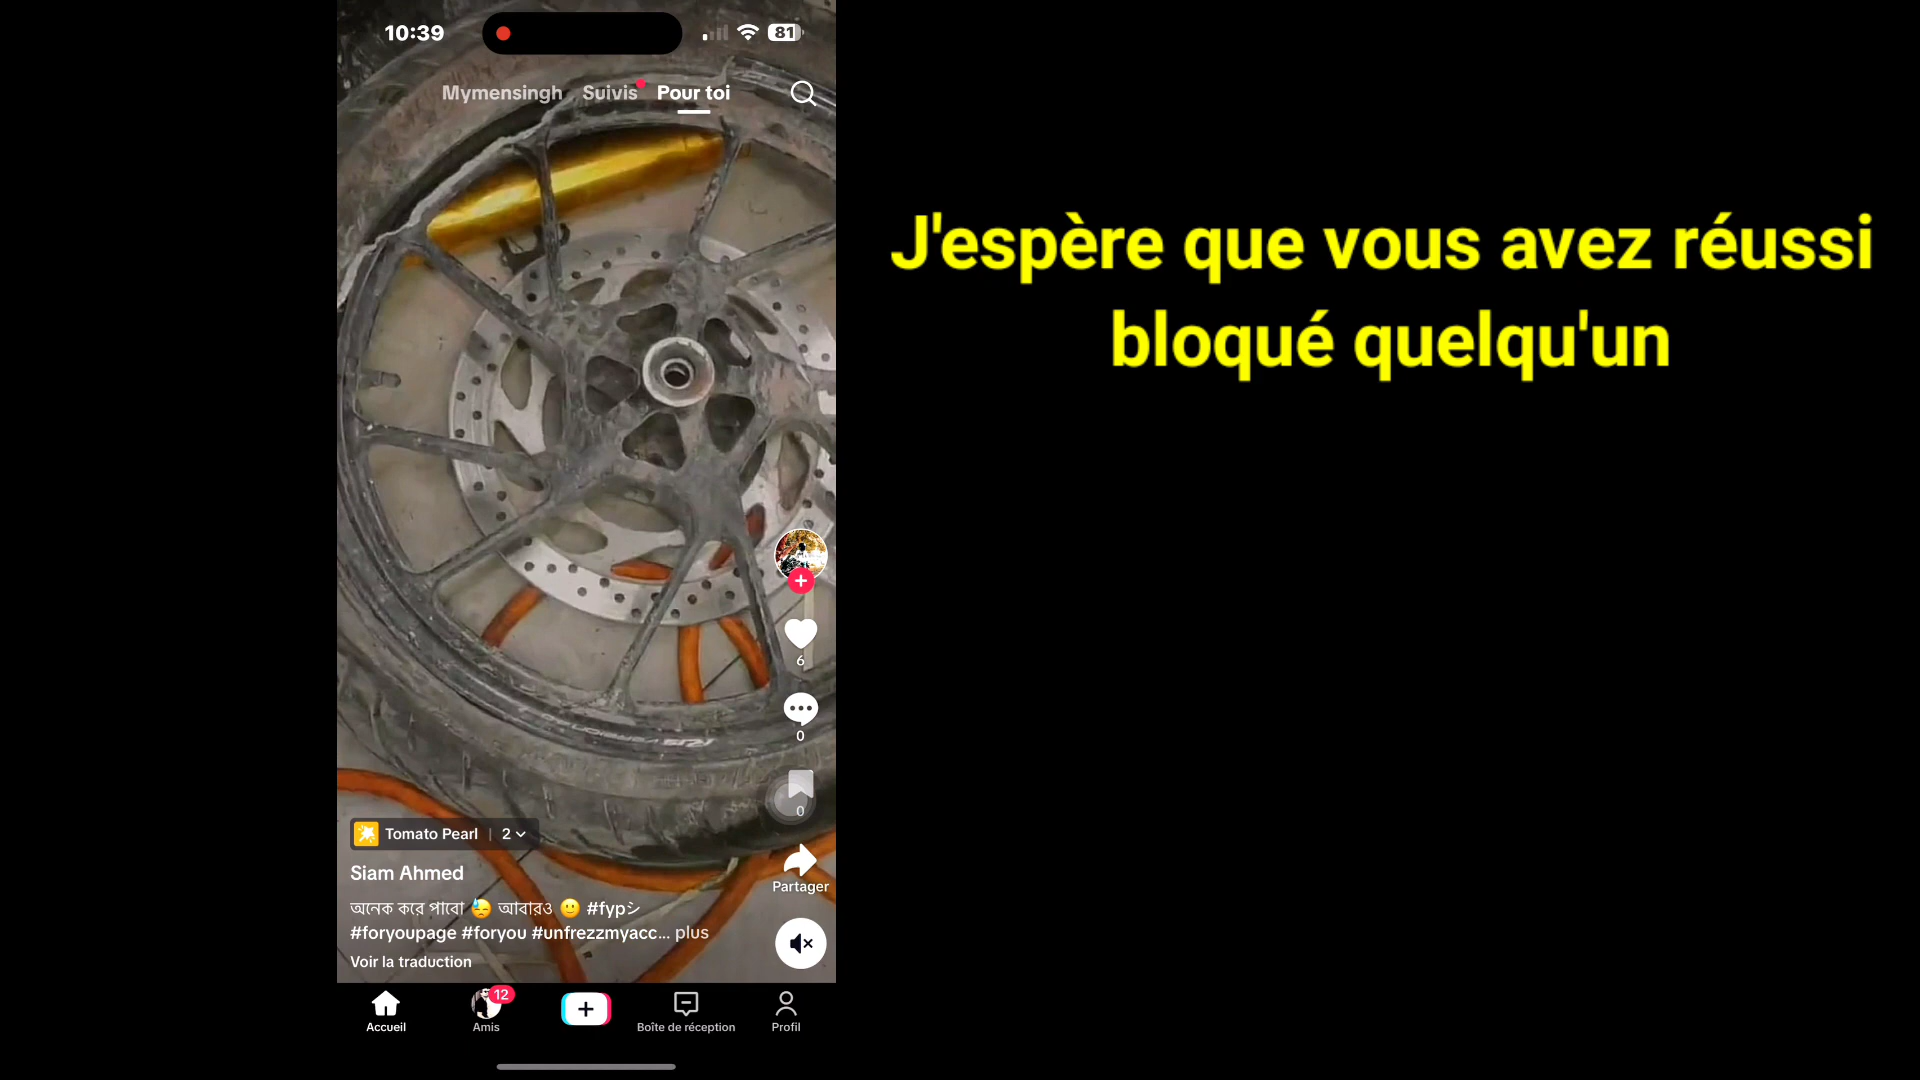 10:39
81
Mymensingh Suivis Pour toi
J'espère que vous avez réussi
bloqué quelqu'un
6
0
0
Tomato Pearl | 2
Siam Ahmed
অনেক করে পাবো 😓 আবারও 🙂 #fypシ
#foryoupage #foryou #unfrezzmyacc... plus
Voir la traduction
Partager
12
Accueil Amis Boîte de réception Profil